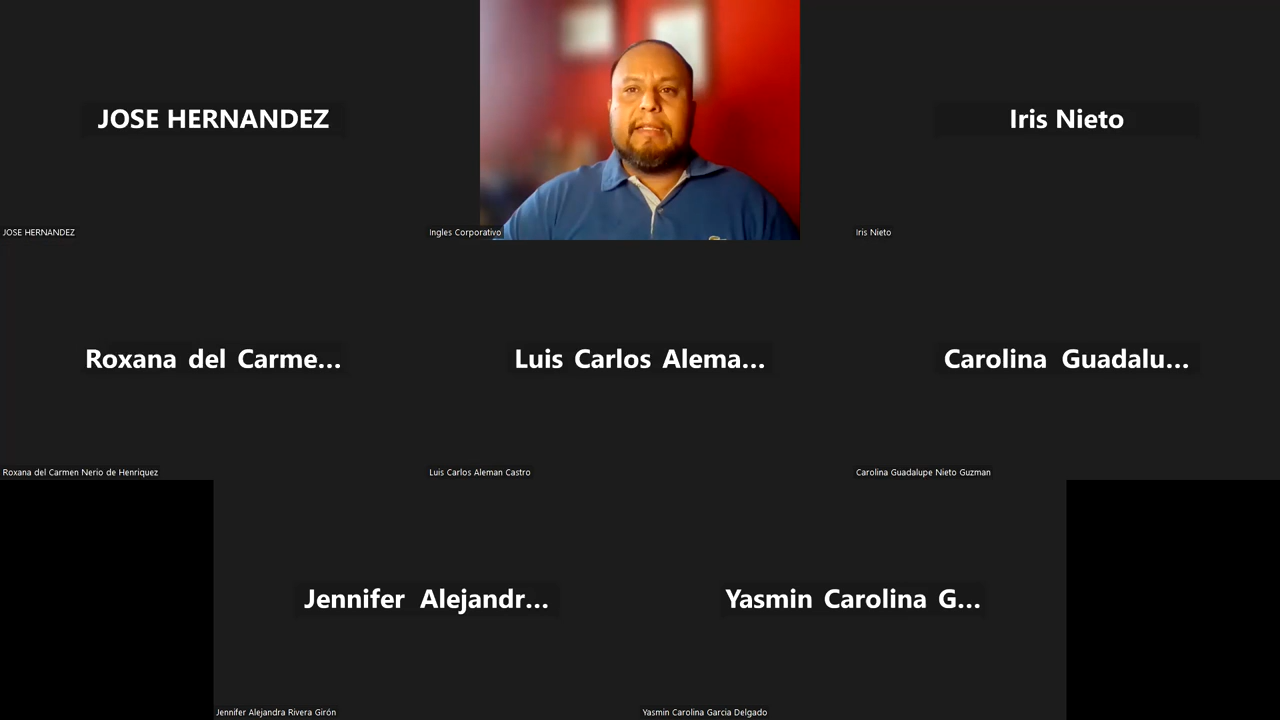 JOSE HERNANDEZ
Iris Nieto
JOSE HERNANDEZ
Ingles Corporativo
Iris Nieto
Roxana del Carme...
Luis Carlos Alema...
Carolina Guadalu...
Roxana del Carmen Nerio de Henriquez
Luis Carlos Aleman Castro
Carolina Guadalupe Nieto Guzman
Jennifer Alejandr...
Yasmin Carolina G...
Jennifer Alejandra Rivera Girón
Yasmin Carolina Garcia Delgado